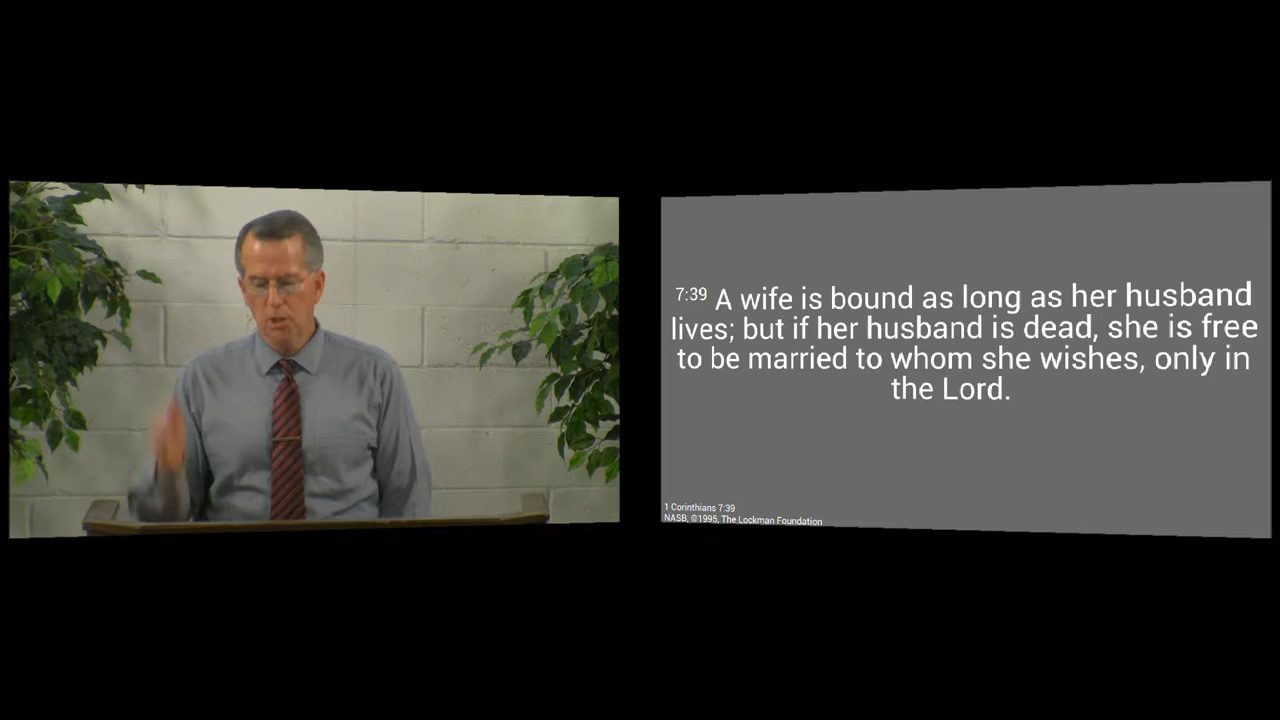 7:39 A wife is bound as long as her husband
lives; but if her husband is dead, she is free
to be married to whom she wishes, only in
the Lord.
1 Corinthians 7:39
NASB, ©1995, The Lockman Foundation